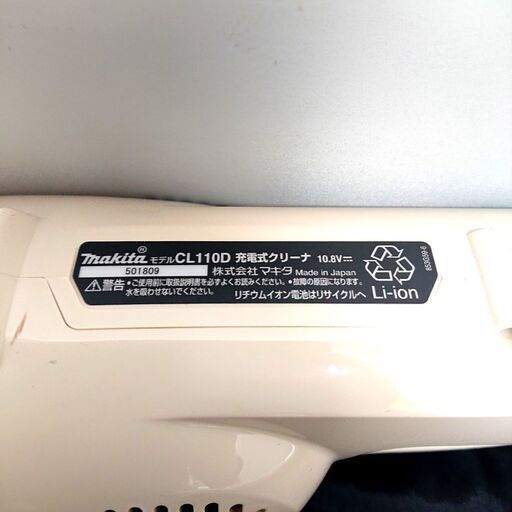 makita® モデル CL110D 充電式クリーナ 10.8V⎓
501809 株式会社 マキタ Made in Japan
⚠警告 •ご使用前に取扱説明書を必ずよくお読みください。•故障の原因になります。
水を吸わせないでください。 リチウムイオン電池はリサイクルへ Li-ion
853G59-6